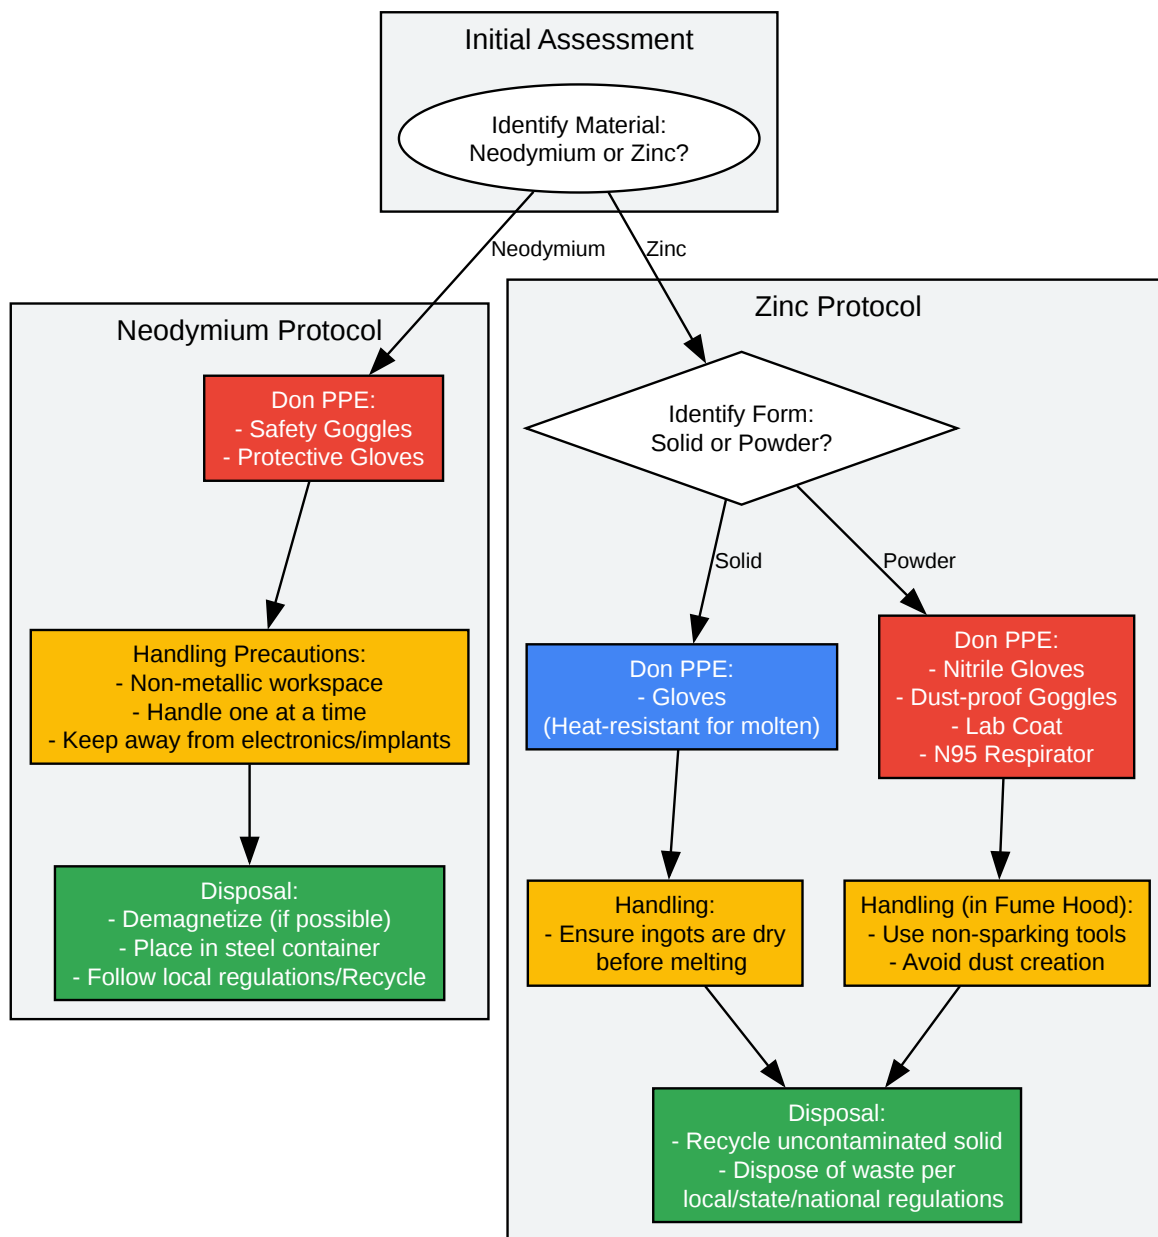 Initial Assessment
Identify Material:
Neodymium or Zinc?
Neodymium
Zinc
Neodymium Protocol
Don PPE:
- Safety Goggles
- Protective Gloves
Handling Precautions:
- Non-metallic workspace
- Handle one at a time
- Keep away from electronics/implants
Disposal:
- Demagnetize (if possible)
- Place in steel container
- Follow local regulations/Recycle
Zinc Protocol
Identify Form:
Solid or Powder?
Solid
Powder
Don PPE:
- Gloves
(Heat-resistant for molten)
Don PPE:
- Nitrile Gloves
- Dust-proof Goggles
- Lab Coat
- N95 Respirator
Handling:
- Ensure ingots are dry
before melting
Handling (in Fume Hood):
- Use non-sparking tools
- Avoid dust creation
Disposal:
- Recycle uncontaminated solid
- Dispose of waste per
local/state/national regulations